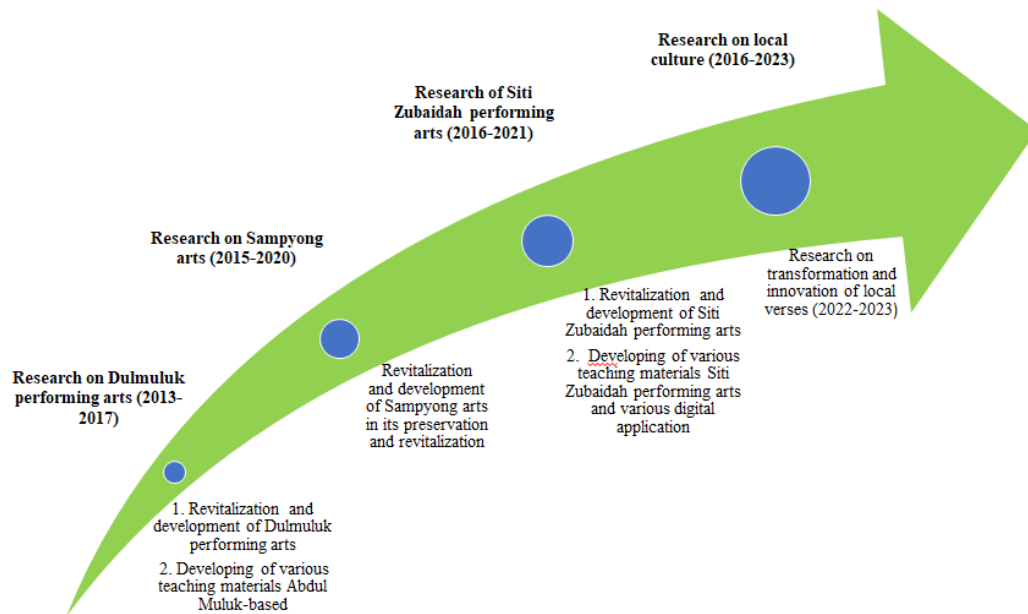 Research on Dulmuluk
performing arts (2013-
2017)
1. Revitalization and
development of Dulmuluk
performing arts
2. Developing of various
teaching materials Abdul
Muluk-based
Research on Sampyong
arts (2015-2020)
Revitalization
and development
of Sampyong arts
in its preservation
and revitalization
Research of Siti
Zubaidah performing
arts (2016-2021)
1. Revitalization and
development of Siti
Zubaidah performing arts
2. Developing of various
teaching materials Siti
Zubaidah performing arts
and various digital
application
Research on local
culture (2016-2023)
Research on
transformation and
innovation of local
verses (2022-2023)